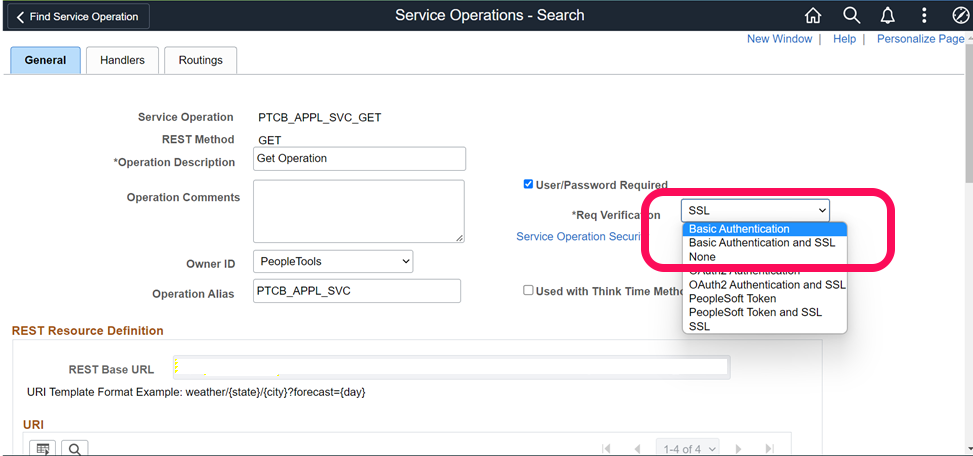 Find Service Operation
Service Operations - Search
New Window | Help | Personalize Page
General
Handlers
Routings
Service Operation PTCB_APPL_SVC_GET
REST Method GET
*Operation Description Get Operation
Operation Comments
User/Password Required
*Req Verification SSL
Service Operation Securi
Basic Authentication
Basic Authentication and SSL
None
OAuth2 Authentication
OAuth2 Authentication and SSL
PeopleSoft Token
PeopleSoft Token and SSL
SSL
Owner ID PeopleTools
Operation Alias PTCB_APPL_SVC
Used with Think Time Metho
REST Resource Definition
REST Base URL
URI Template Format Example: weather/{state}/{city}?forecast={day}
URI
1-4 of 4